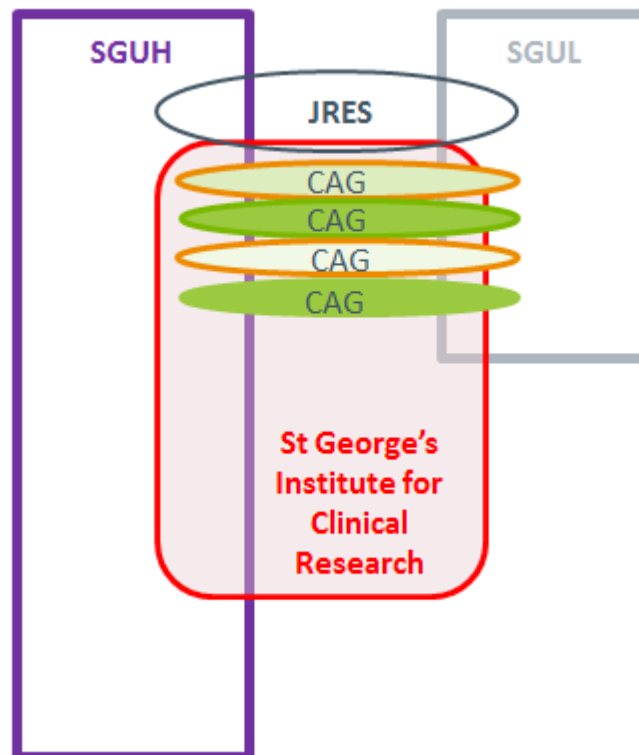 SGUH
SGUL
JRES
CAG
CAG
CAG
CAG
St George’s
Institute for
Clinical
Research